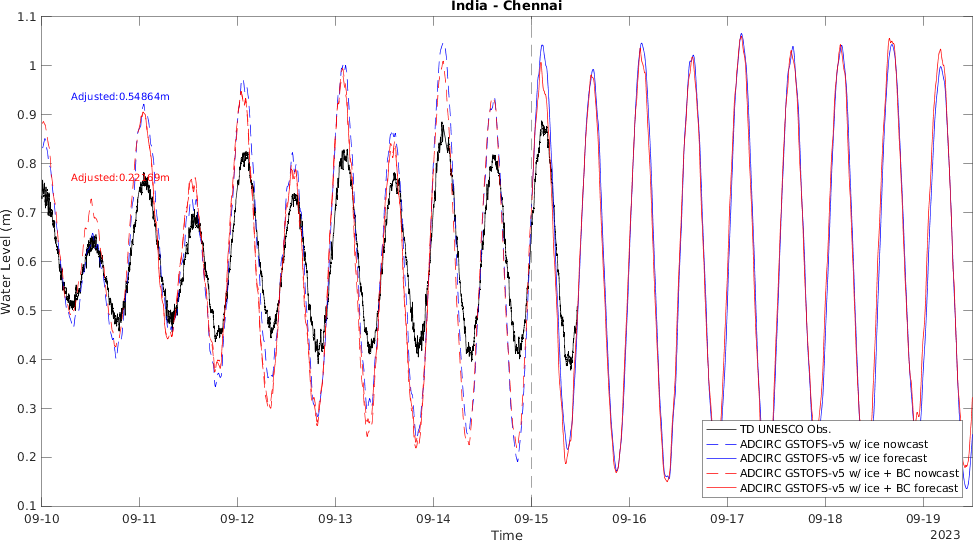 India - Chennai
Water Level (m)
1.1
1
0.9
0.8
0.7
0.6
0.5
0.4
0.3
0.2
0.1
Adjusted:0.54864m
TD UNESCO Obs.
ADCIRC GSTOFS-v5 w/ ice nowcast
ADCIRC GSTOFS-v5 w/ ice forecast
ADCIRC GSTOFS-v5 w/ ice + BC nowcast
ADCIRC GSTOFS-v5 w/ ice + BC forecast
09-10 09-11 09-12 09-13 09-14 09-15 09-16 09-17 09-18 09-19
Time
2023